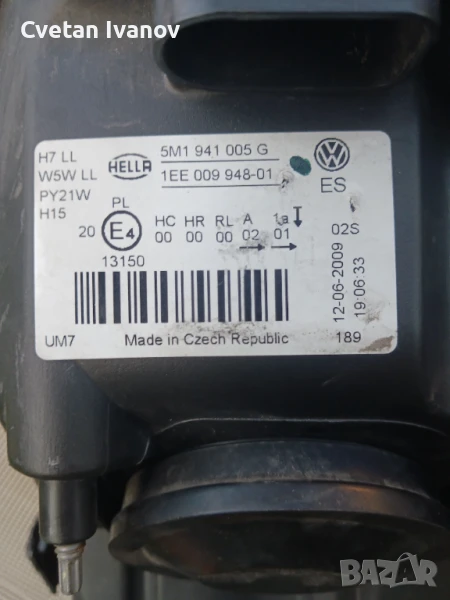 Cvetan Ivanov
H7 LL
W5W LL
PY21W
H15
HELLA
5M1 941 005 G
1EE 009 948-01
ES
PL
20 E4
13150
HC HR RL A 1a
00 00 00 02 01
02S
12-06-2009
19:06:33
UM7
Made in Czech Republic
189
BAZAR